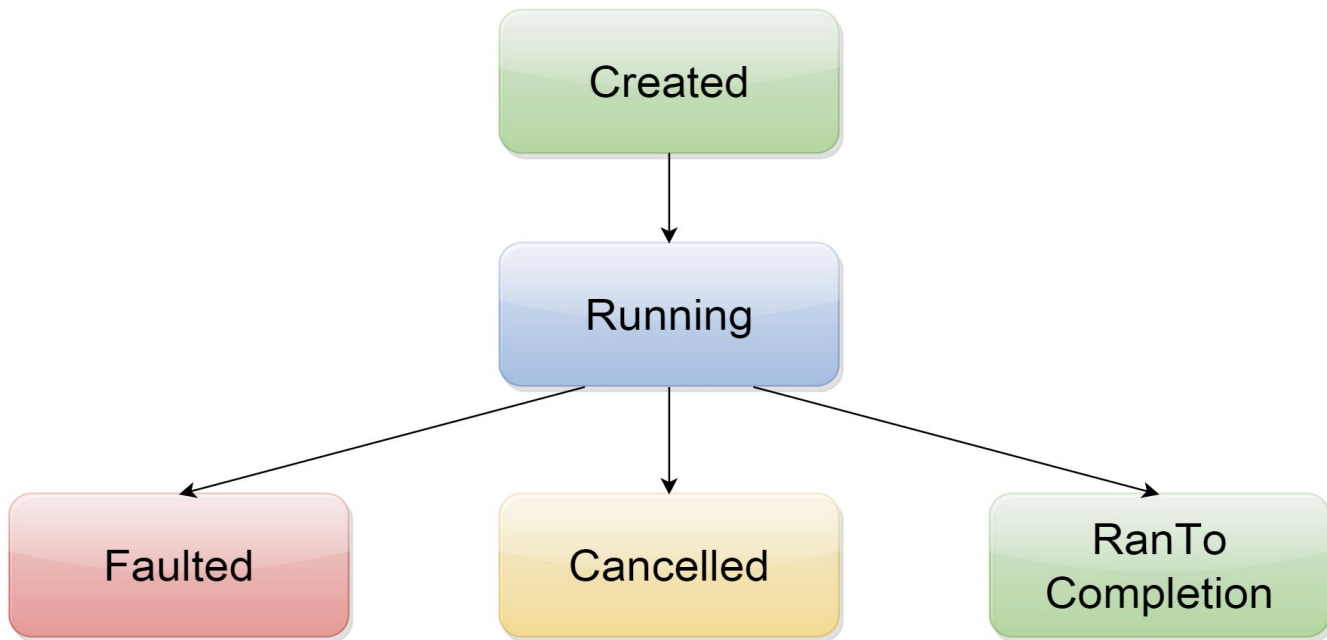 Created
Running
Faulted
Cancelled
RanTo
Completion